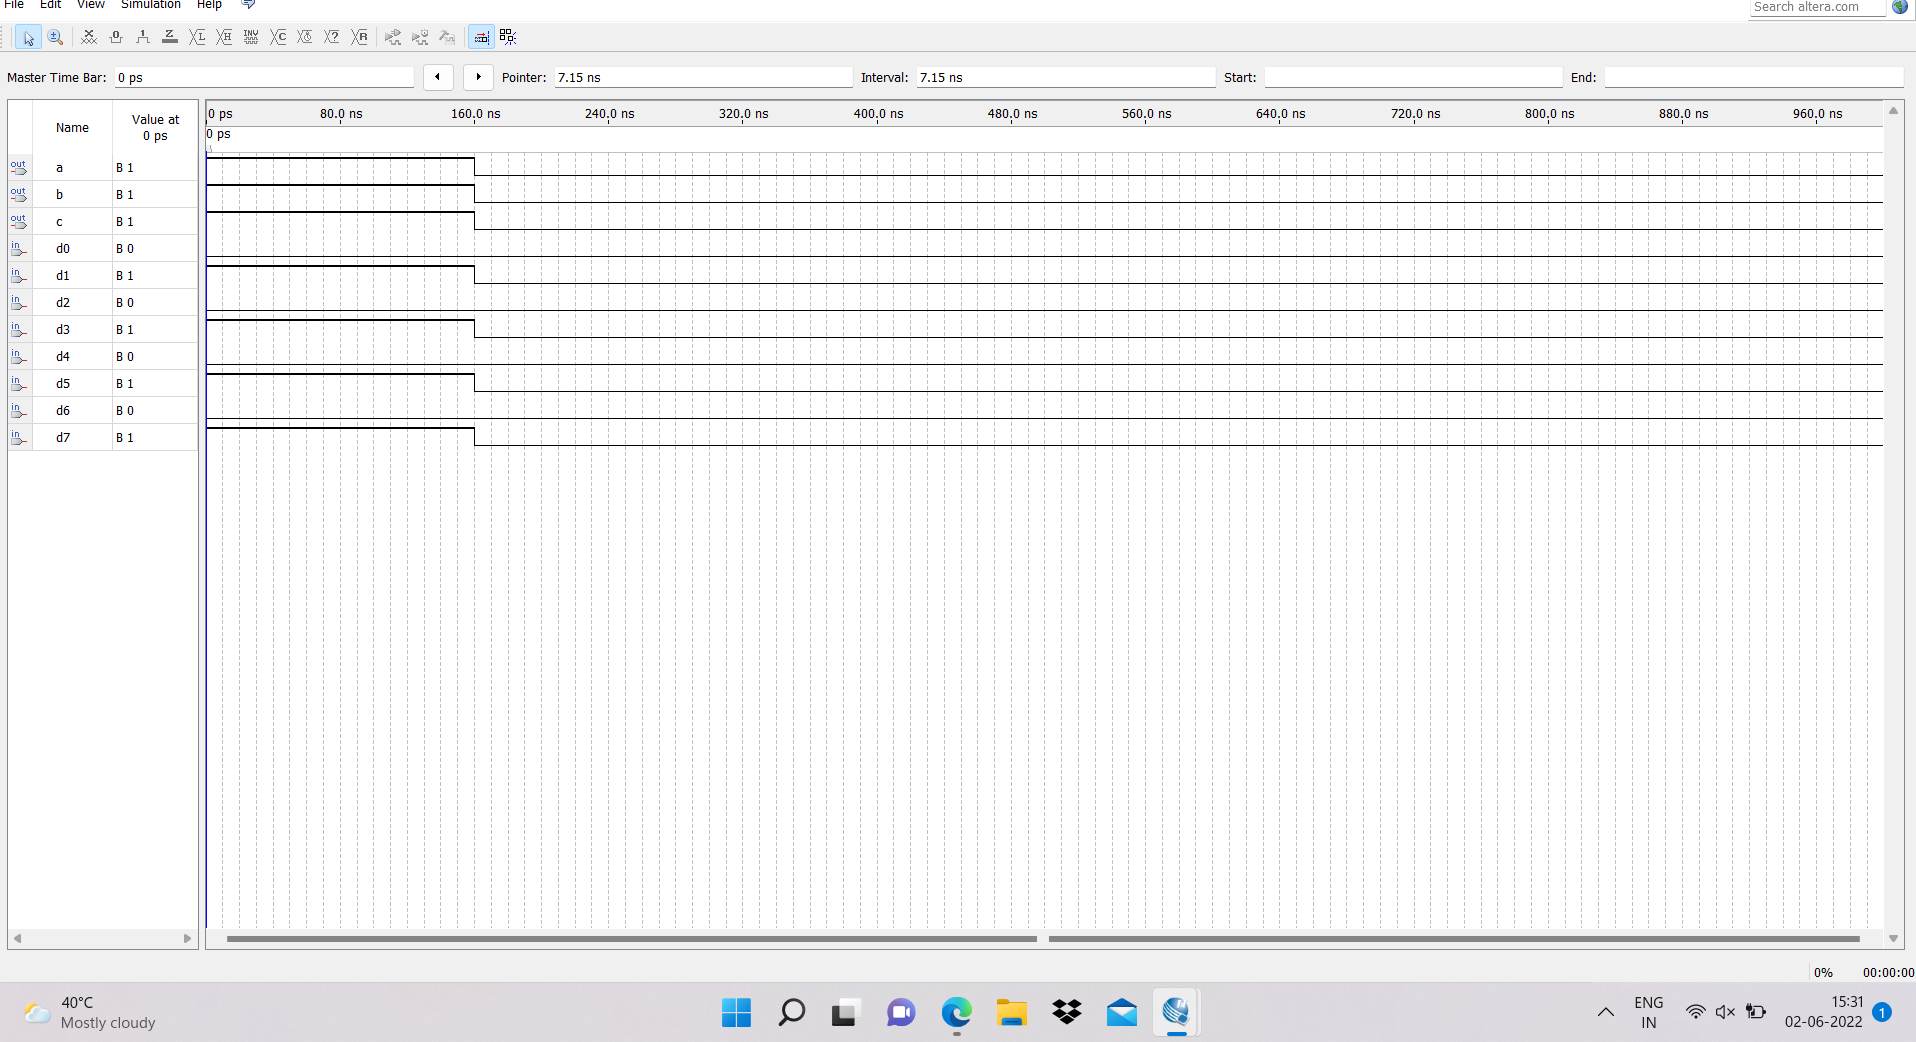 File Edit View Simulation Help
Search altera.com
Master Time Bar: 0 ps Pointer: 7.15 ns Interval: 7.15 ns Start: End:
Name Value at 0 ps
0 ps 80.0 ns 160.0 ns 240.0 ns 320.0 ns 400.0 ns 480.0 ns 560.0 ns 640.0 ns 720.0 ns 800.0 ns 880.0 ns 960.0 ns
0 ps
out a B 1
out b B 1
out c B 1
in d0 B 0
in d1 B 1
in d2 B 0
in d3 B 1
in d4 B 0
in d5 B 1
in d6 B 0
in d7 B 1
0% 00:00:00
40°C
Mostly cloudy
ENG
IN
15:31
02-06-2022
1